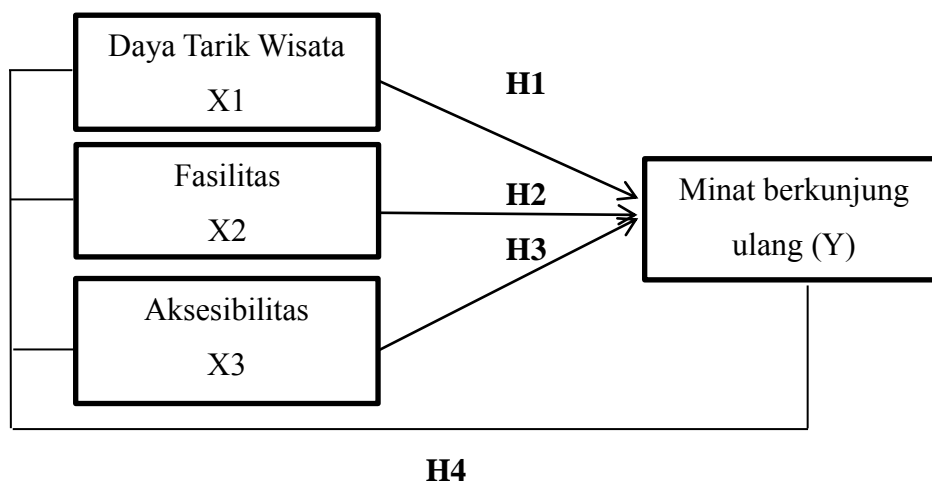 Daya Tarik Wisata
X1
H1
Fasilitas
X2
H2
Minat berkunjung
ulang (Y)
H3
Aksesibilitas
X3
H4